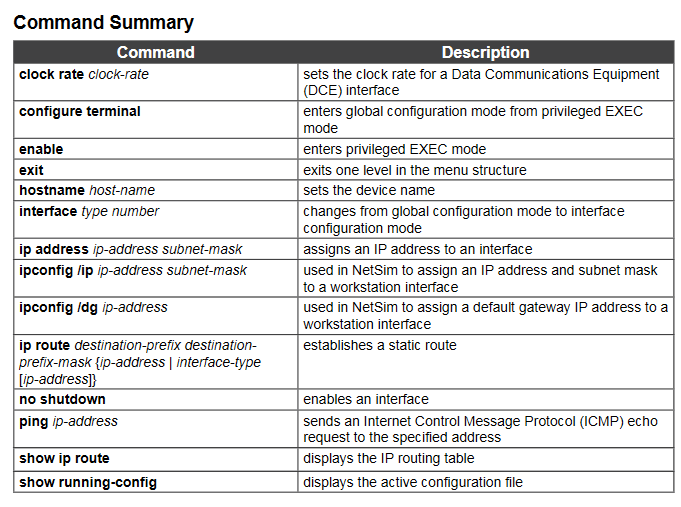 Command Summary
Command Description
clock rate clock-rate sets the clock rate for a Data Communications Equipment
(DCE) interface
configure terminal enters global configuration mode from privileged EXEC
mode
enable enters privileged EXEC mode
exit exits one level in the menu structure
hostname host-name sets the device name
interface type number changes from global configuration mode to interface
configuration mode
ip address ip-address subnet-mask assigns an IP address to an interface
ipconfig /ip ip-address subnet-mask used in NetSim to assign an IP address and subnet mask
to a workstation interface
ipconfig /dg ip-address used in NetSim to assign a default gateway IP address to a
workstation interface
ip route destination-prefix destination- establishes a static route
prefix-mask {ip-address | interface-type
[ip-address]}
no shutdown enables an interface
ping ip-address sends an Internet Control Message Protocol (ICMP) echo
request to the specified address
show ip route displays the IP routing table
show running-config displays the active configuration file